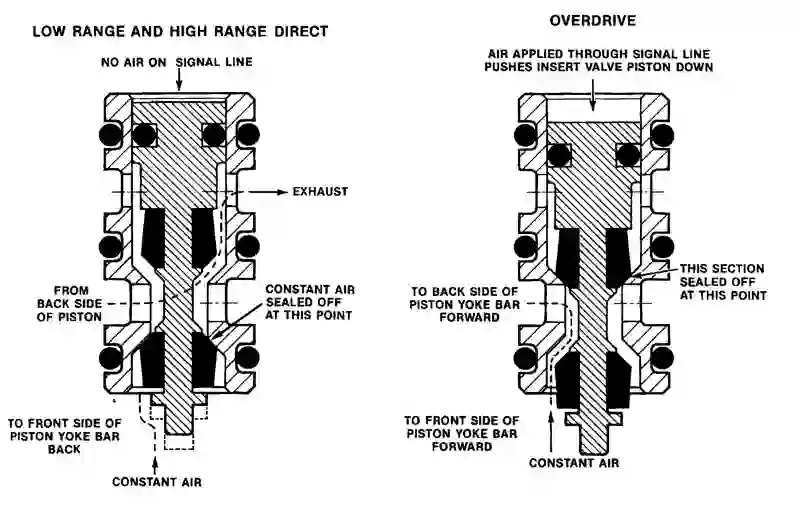 LOW RANGE AND HIGH RANGE DIRECT
NO AIR ON SIGNAL LINE
EXHAUST
FROM
BACK SIDE
OF PISTON
CONSTANT AIR
SEALED OFF
AT THIS POINT
TO FRONT SIDE OF
PISTON YOKE BAR
BACK
CONSTANT AIR
OVERDRIVE
AIR APPLIED THROUGH SIGNAL LINE
PUSHES INSERT VALVE PISTON DOWN
THIS SECTION
SEALED OFF
AT THIS POINT
TO BACK SIDE OF
PISTON YOKE BAR
FORWARD
TO FRONT SIDE OF
PISTON YOKE BAR
FORWARD
CONSTANT AIR